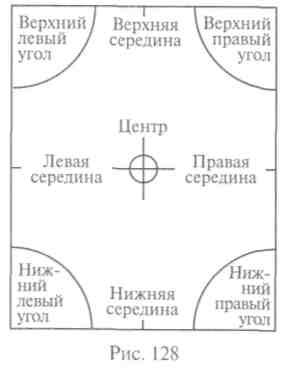 Верхний
левый
угол
Верхняя
середина
Верхний
правый
угол
Центр
Левая
середина
Правая
середина
Ниж-
ний
левый
угол
Нижняя
середина
Ниж-
ний
правый
угол
Рис. 128